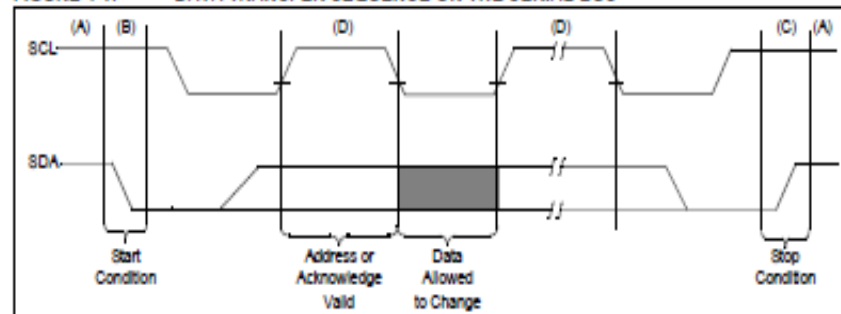 (A) (B) (D) (D) (C) (A)
SCL
SDA
Start
Condition
Address or
Acknowledge
Valid
Data
Allowed
to Change
Stop
Condition